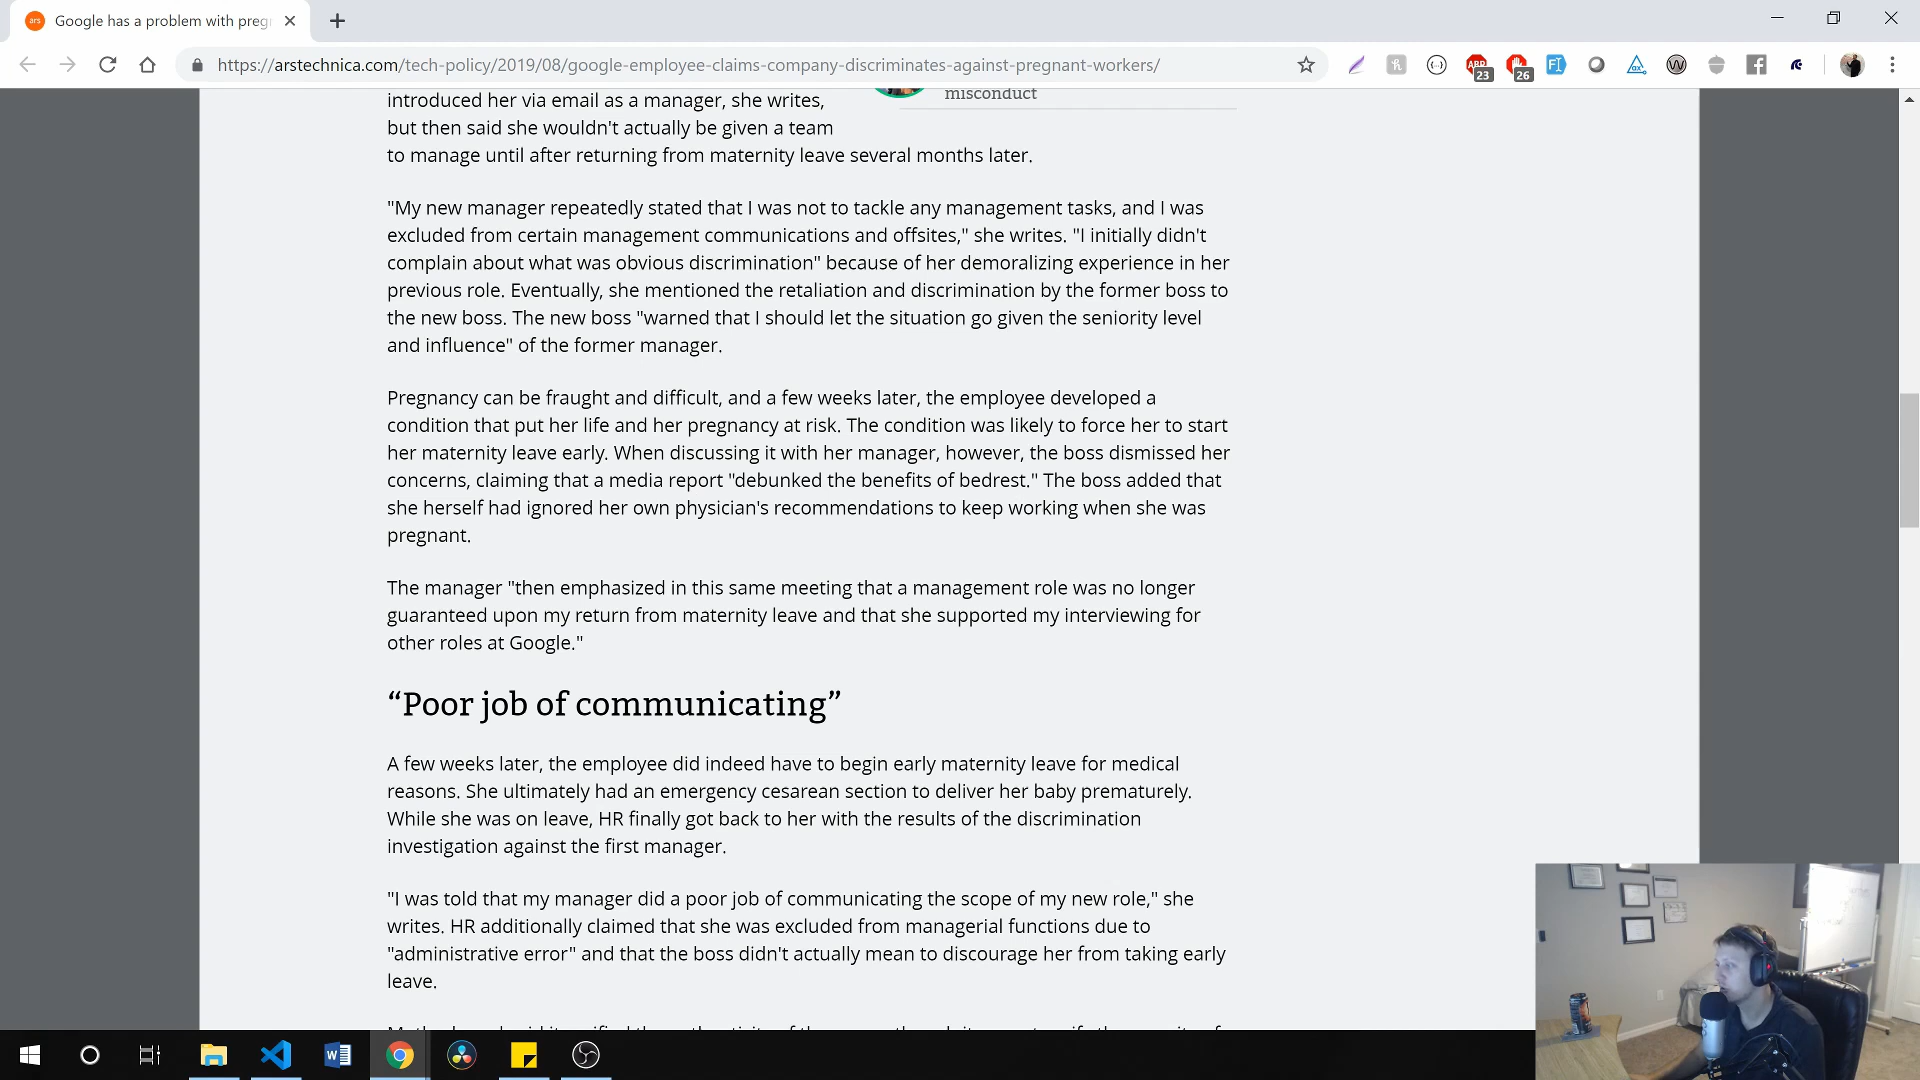 Google has a problem with preg
https://arstechnica.com/tech-policy/2019/08/google-employee-claims-company-discriminates-against-pregnant-workers/
23
26
misconduct
introduced her via email as a manager, she writes,
but then said she wouldn't actually be given a team
to manage until after returning from maternity leave several months later.
"My new manager repeatedly stated that I was not to tackle any management tasks, and I was
excluded from certain management communications and offsites," she writes. "I initially didn't
complain about what was obvious discrimination" because of her demoralizing experience in her
previous role. Eventually, she mentioned the retaliation and discrimination by the former boss to
the new boss. The new boss "warned that I should let the situation go given the seniority level
and influence" of the former manager.
Pregnancy can be fraught and difficult, and a few weeks later, the employee developed a
condition that put her life and her pregnancy at risk. The condition was likely to force her to start
her maternity leave early. When discussing it with her manager, however, the boss dismissed her
concerns, claiming that a media report "debunked the benefits of bedrest." The boss added that
she herself had ignored her own physician's recommendations to keep working when she was
pregnant.
The manager "then emphasized in this same meeting that a management role was no longer
guaranteed upon my return from maternity leave and that she supported my interviewing for
other roles at Google."
“Poor job of communicating”
A few weeks later, the employee did indeed have to begin early maternity leave for medical
reasons. She ultimately had an emergency cesarean section to deliver her baby prematurely.
While she was on leave, HR finally got back to her with the results of the discrimination
investigation against the first manager.
"I was told that my manager did a poor job of communicating the scope of my new role," she
writes. HR additionally claimed that she was excluded from managerial functions due to
"administrative error" and that the boss didn't actually mean to discourage her from taking early
leave.